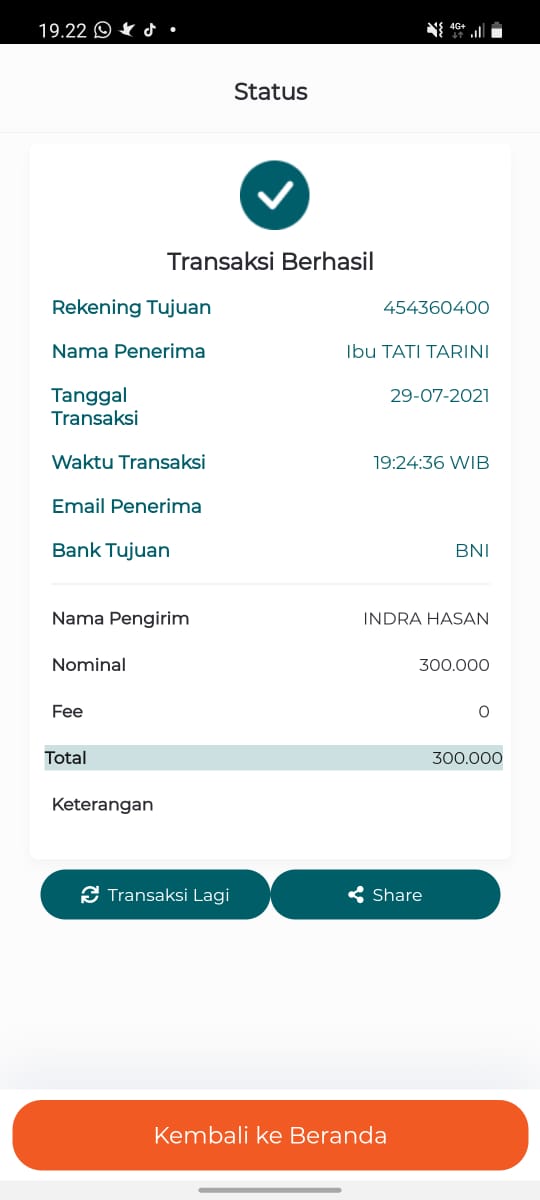 19.22
4G+
Status
Transaksi Berhasil
Rekening Tujuan 454360400
Nama Penerima Ibu TATI TARINI
Tanggal Transaksi 29-07-2021
Waktu Transaksi 19:24:36 WIB
Email Penerima
Bank Tujuan BNI
Nama Pengirim INDRA HASAN
Nominal 300.000
Fee 0
Total 300.000
Keterangan
Transaksi Lagi Share
Kembali ke Beranda